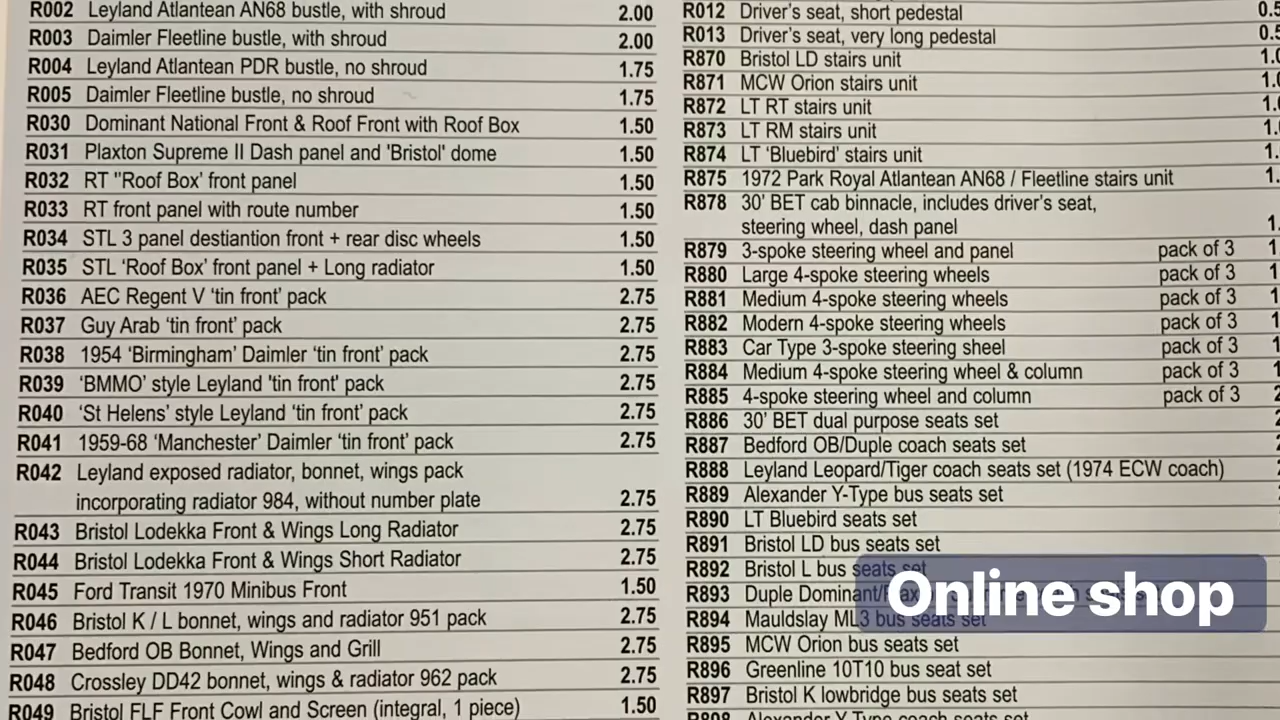 R002 Leyland Atlantean AN68 bustle, with shroud 2.00
R003 Daimler Fleetline bustle, with shroud 2.00
R004 Leyland Atlantean PDR bustle, no shroud 1.75
R005 Daimler Fleetline bustle, no shroud 1.75
R030 Dominant National Front & Roof Front with Roof Box 1.50
R031 Plaxton Supreme II Dash panel and 'Bristol' dome 1.50
R032 RT "Roof Box' front panel 1.50
R033 RT front panel with route number 1.50
R034 STL 3 panel destiantion front + rear disc wheels 1.50
R035 STL 'Roof Box' front panel + Long radiator 1.50
R036 AEC Regent V 'tin front' pack 2.75
R037 Guy Arab 'tin front' pack 2.75
R038 1954 'Birmingham' Daimler 'tin front' pack 2.75
R039 'BMMO' style Leyland 'tin front' pack 2.75
R040 'St Helens' style Leyland 'tin front' pack 2.75
R041 1959-68 'Manchester' Daimler 'tin front' pack 2.75
R042 Leyland exposed radiator, bonnet, wings pack
incorporating radiator 984, without number plate 2.75
R043 Bristol Lodekka Front & Wings Long Radiator 2.75
R044 Bristol Lodekka Front & Wings Short Radiator 2.75
R045 Ford Transit 1970 Minibus Front 1.50
R046 Bristol K / L bonnet, wings and radiator 951 pack 2.75
R047 Bedford OB Bonnet, Wings and Grill 2.75
R048 Crossley DD42 bonnet, wings & radiator 962 pack 2.75
R049 Bristol FLF Front Cowl and Screen (integral, 1 piece) 1.50
R012 Driver's seat, short pedestal
R013 Driver's seat, very long pedestal
R870 Bristol LD stairs unit
R871 MCW Orion stairs unit
R872 LT RT stairs unit
R873 LT RM stairs unit
R874 LT 'Bluebird' stairs unit
R875 1972 Park Royal Atlantean AN68 / Fleetline stairs unit
R878 30' BET cab binnacle, includes driver's seat,
steering wheel, dash panel
R879 3-spoke steering wheel and panel pack of 3
R880 Large 4-spoke steering wheels pack of 3
R881 Medium 4-spoke steering wheels pack of 3
R882 Modern 4-spoke steering wheels pack of 3
R883 Car Type 3-spoke steering sheel pack of 3
R884 Medium 4-spoke steering wheel & column pack of 3
R885 4-spoke steering wheel and column pack of 3
R886 30' BET dual purpose seats set
R887 Bedford OB/Duple coach seats set
R888 Leyland Leopard/Tiger coach seats set (1974 ECW coach)
R889 Alexander Y-Type bus seats set
R890 LT Bluebird seats set
R891 Bristol LD bus seats set
R892 Bristol L bus seats set
R893 Duple Dominant/
R894 Mauldslay ML3 bus seats set
R895 MCW Orion bus seats set
R896 Greenline 10T10 bus seat set
R897 Bristol K lowbridge bus seats set
Alexander Y Type coach seats set
Online shop